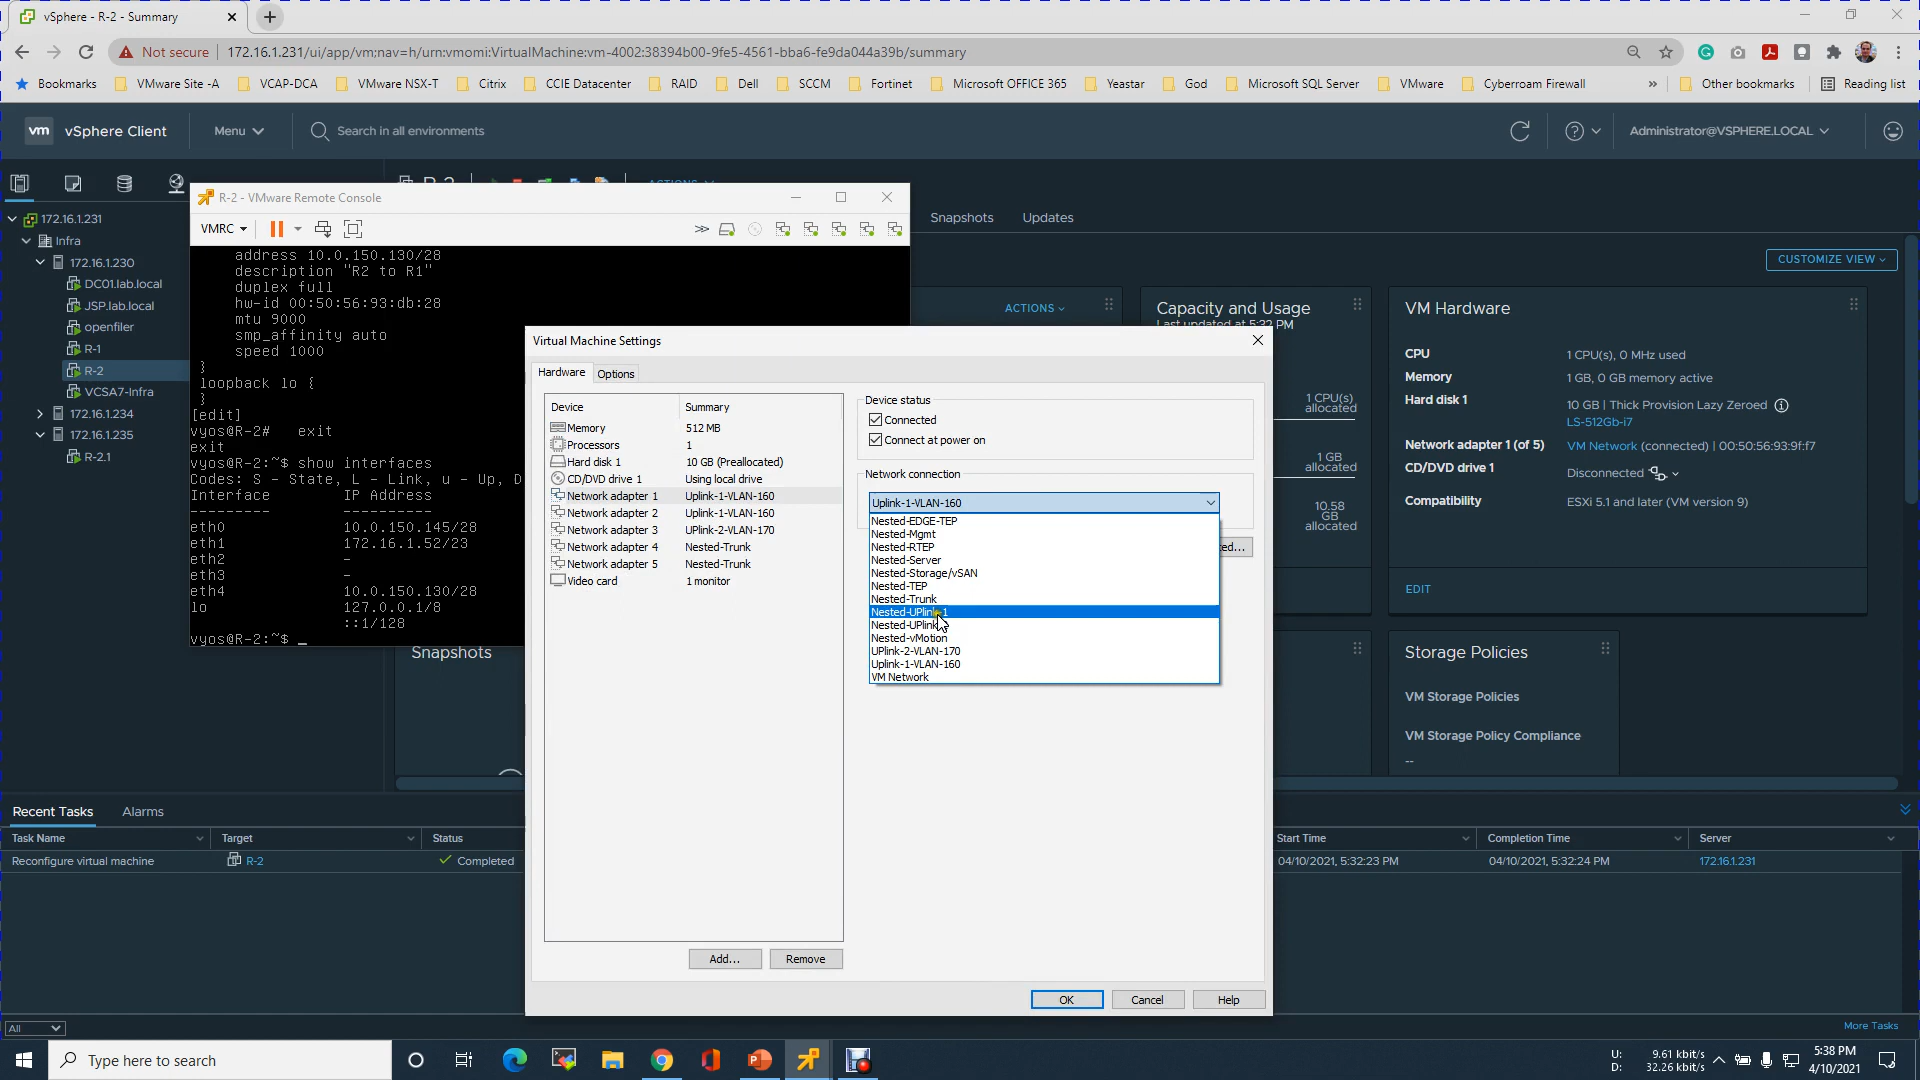 vSphere - R-2 - Summary
Not secure
172.16.1.231/ui/app/vm;nav=h/urn:vmomi:VirtualMachine:vm-4002:38394b00-9fe5-4561-bba6-fe9da044a39b/summary
Bookmarks
VMware Site -A
VCAP-DCA
VMware NSX-T
Citrix
CCIE Datacenter
RAID
Dell
SCCM
Fortinet
Microsoft OFFICE 365
Yeastar
God
Microsoft SQL Server
VMware
Cyberroam Firewall
»
Other bookmarks
Reading list
vm
vSphere Client
Menu
Search in all environments
Administrator@VSPHERE.LOCAL
172.16.1.231
Infra
172.16.1.230
DC01.lab.local
JSP.lab.local
openfiler
R-1
R-2
VCSA7-Infra
172.16.1.234
172.16.1.235
R-2.1
R-2 - VMware Remote Console
VMRC
address 10.0.150.130/28
description "R2 to R1"
duplex full
hw-id 00:50:56:93:db:28
mtu 9000
smp_affinity auto
speed 1000
}
loopback lo {
}
[edit]
vyos@R-2# exit
exit
vyos@R-2:~$ show interfaces
Codes: S - State, L - Link, u - Up, D
Interface IP Address
--------- ----------
eth0 10.0.150.145/28
eth1 172.16.1.52/23
eth2 -
eth3 -
eth4 10.0.150.130/28
lo 127.0.0.1/8
::1/128
vyos@R-2:~$ _
Snapshots
Updates
CUSTOMIZE VIEW
ACTIONS
Capacity and Usage
Last updated at 5:32 PM
1 CPU(s)
allocated
1 GB
allocated
10.58
GB
allocated
VM Hardware
CPU 1 CPU(s), 0 MHz used
Memory 1 GB, 0 GB memory active
Hard disk 1 10 GB | Thick Provision Lazy Zeroed
LS-512Gb-i7
Network adapter 1 (of 5) VM Network (connected) | 00:50:56:93:9f:f7
CD/DVD drive 1 Disconnected
Compatibility ESXi 5.1 and later (VM version 9)
EDIT
Snapshots
Storage Policies
VM Storage Policies
VM Storage Policy Compliance
--
Virtual Machine Settings
Hardware
Options
Device Summary
Memory 512 MB
Processors 1
Hard disk 1 10 GB (Preallocated)
CD/DVD drive 1 Using local drive
Network adapter 1 Uplink-1-VLAN-160
Network adapter 2 Uplink-1-VLAN-160
Network adapter 3 UPlink-2-VLAN-170
Network adapter 4 Nested-Trunk
Network adapter 5 Nested-Trunk
Video card 1 monitor
Add...
Remove
Device status
Connected
Connect at power on
Network connection
Uplink-1-VLAN-160
Nested-EDGE-TEP
Nested-Mgmt
Nested-RTEP
Nested-Server
Nested-Storage/vSAN
Nested-TEP
Nested-Trunk
Nested-UPlink-1
Nested-UPlink
Nested-vMotion
UPlink-2-VLAN-170
Uplink-1-VLAN-160
VM Network
OK
Cancel
Help
Recent Tasks
Alarms
Task Name Target Status Start Time Completion Time Server
Reconfigure virtual machine R-2 Completed 04/10/2021, 5:32:23 PM 04/10/2021, 5:32:24 PM 172.16.1.231
All
More Tasks
Type here to search
U: 9.61 kbit/s
D: 32.26 kbit/s
5:38 PM
4/10/2021